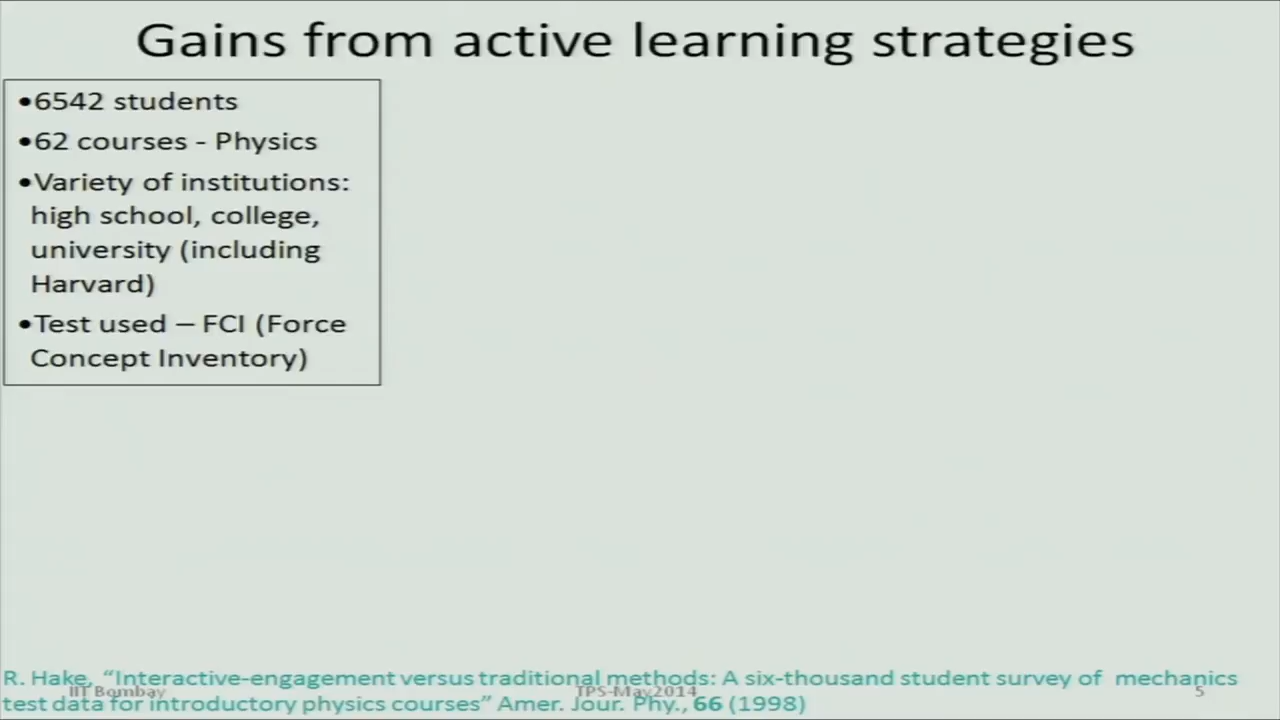 Gains from active learning strategies
•6542 students
•62 courses - Physics
•Variety of institutions:
high school, college,
university (including
Harvard)
•Test used – FCI (Force
Concept Inventory)
R. Hake, “Interactive-engagement versus traditional methods: A six-thousand student survey of mechanics
test data for introductory physics courses” Amer. Jour. Phy., 66 (1998)
IIT Bombay
TPS-May2014
5